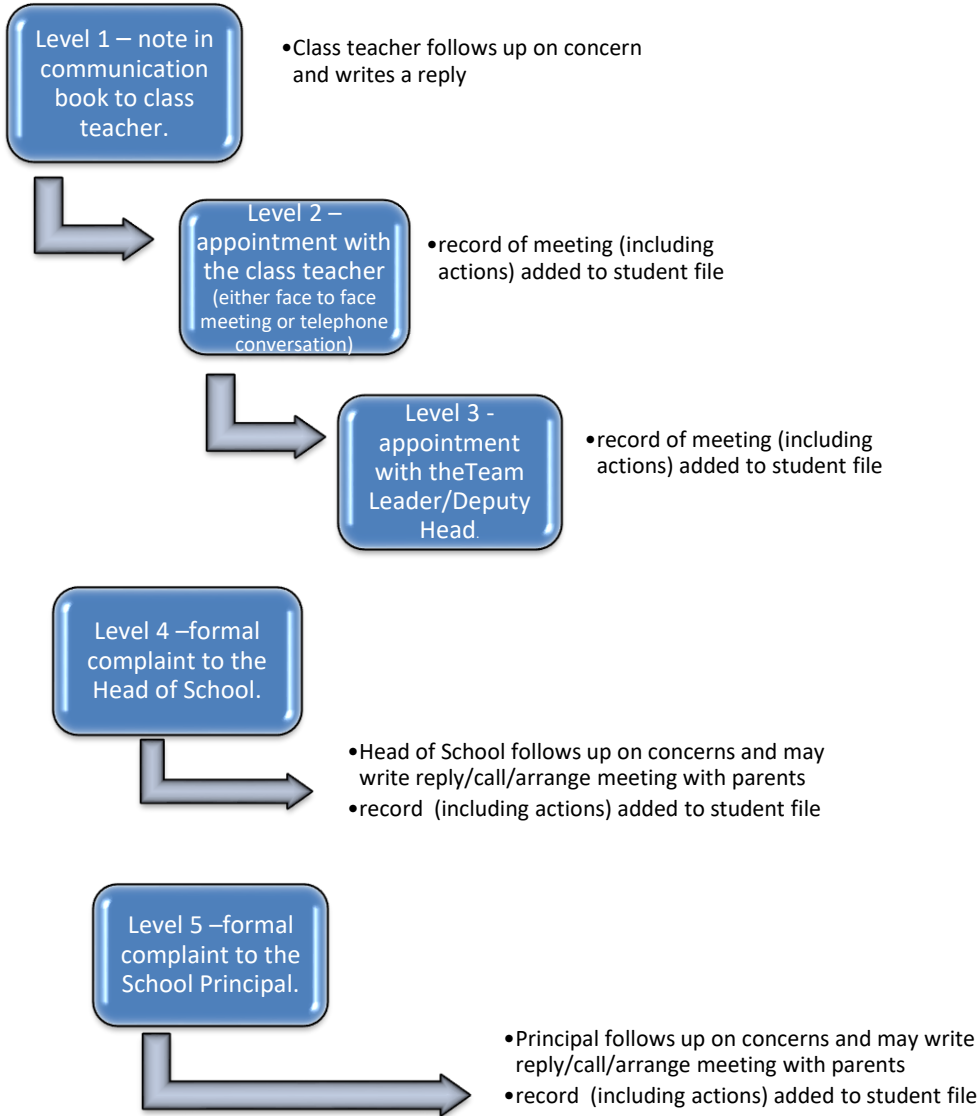 Level 1 – note in
communication
book to class
teacher.
•Class teacher follows up on concern
and writes a reply
Level 2 –
appointment with
the class teacher
(either face to face
meeting or telephone
conversation)
•record of meeting (including
actions) added to student file
Level 3 -
appointment
with theTeam
Leader/Deputy
Head.
•record of meeting (including
actions) added to student file
Level 4 –formal
complaint to the
Head of School.
•Head of School follows up on concerns and may
write reply/call/arrange meeting with parents
•record (including actions) added to student file
Level 5 –formal
complaint to the
School Principal.
•Principal follows up on concerns and may write
reply/call/arrange meeting with parents
•record (including actions) added to student file